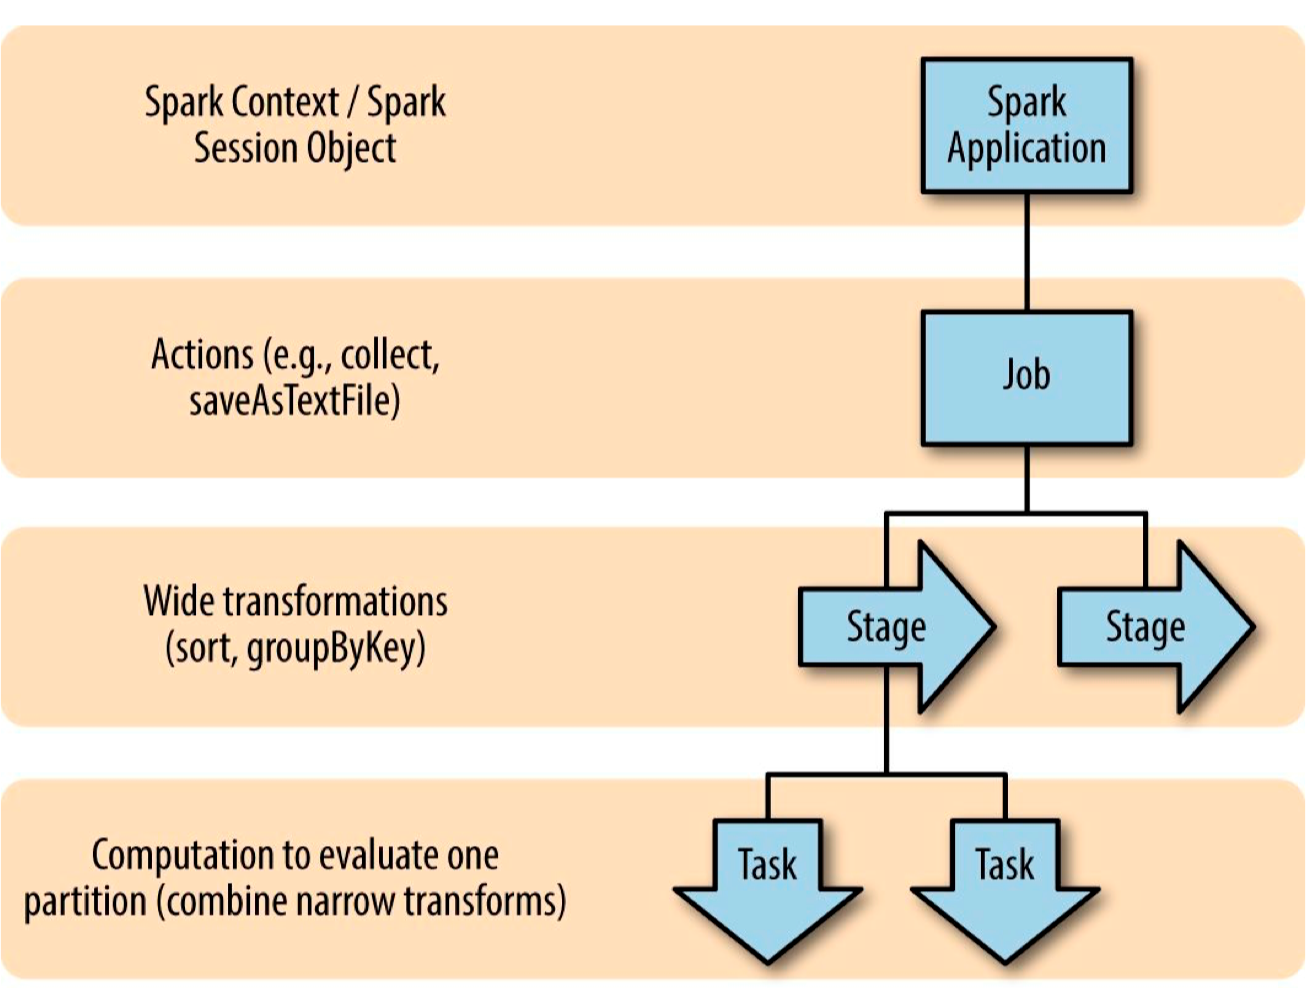 Spark Context / Spark
Session Object
Spark
Application
Actions (e.g., collect,
saveAsTextFile)
Job
Wide transformations
(sort, groupByKey)
Stage
Stage
Computation to evaluate one
partition (combine narrow transforms)
Task
Task